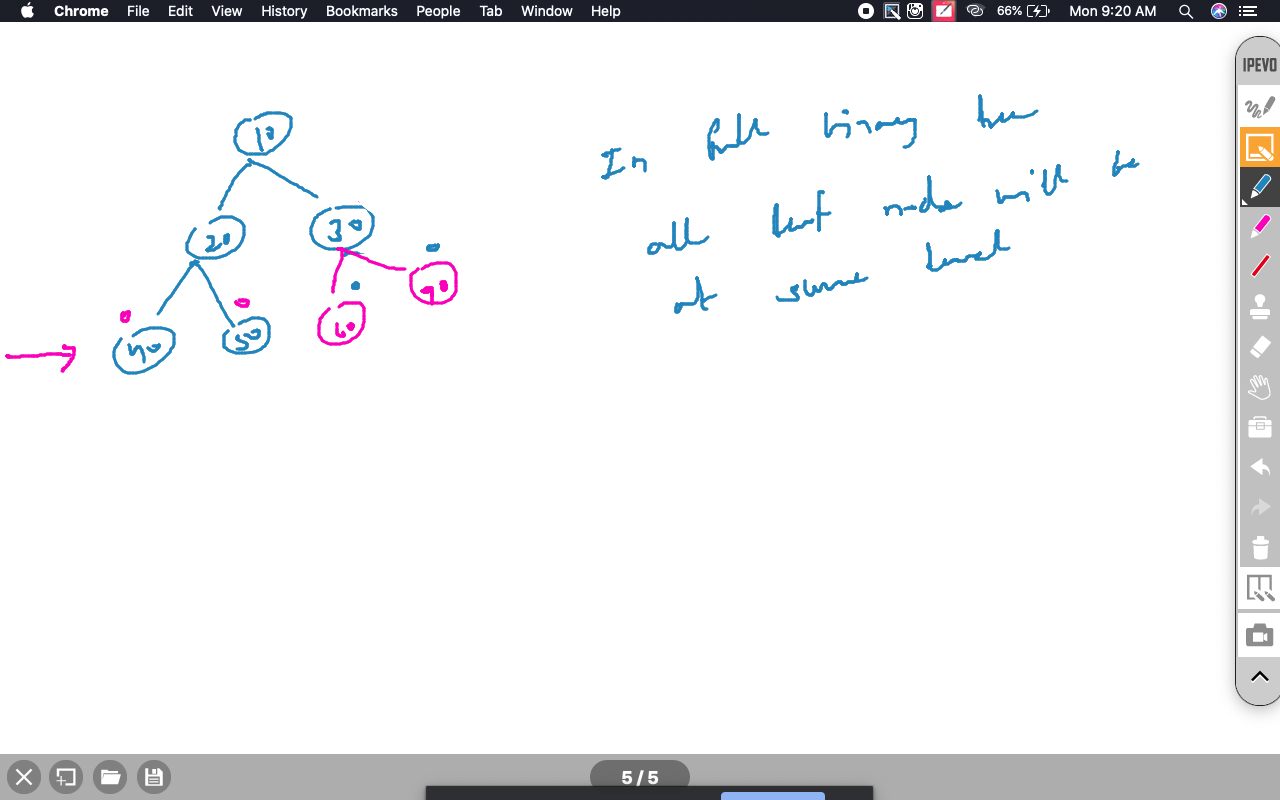 Chrome File Edit View History Bookmarks People Tab Window Help 66% Mon 9:20 AM
IPEVO
10
In full binary tree
20 30
all leaf nodes will be
at same level
40 50 60 90
5 / 5